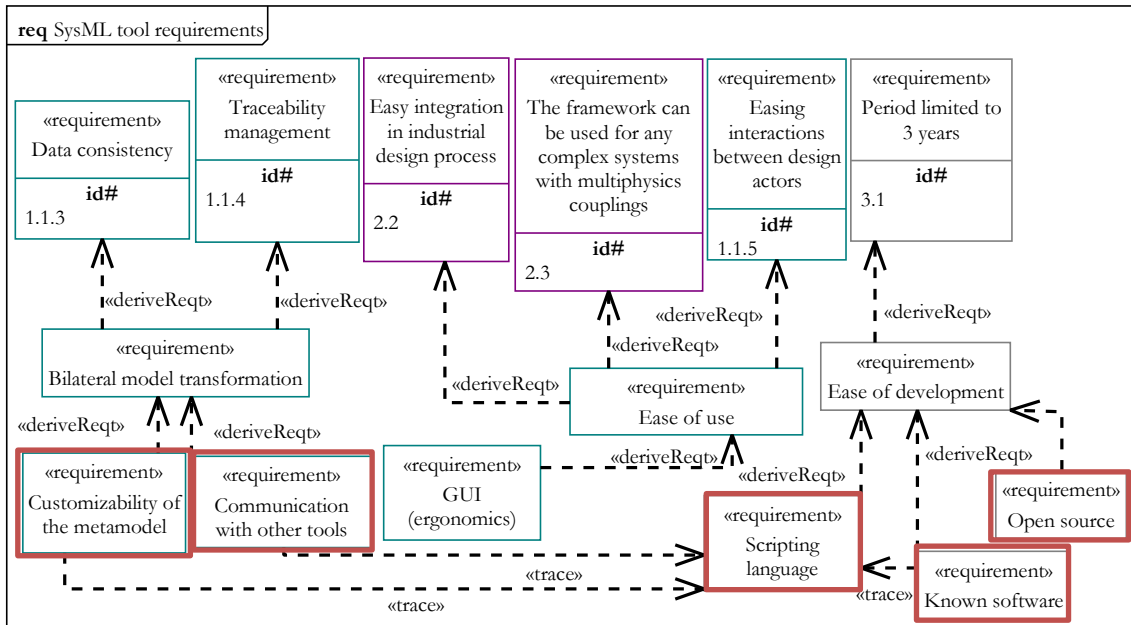 req SysML tool requirements
«requirement»
Data consistency
id#
1.1.3
«requirement»
Traceability
management
id#
1.1.4
«requirement»
Easy integration
in industrial
design process
id#
2.2
«requirement»
The framework can
be used for any
complex systems
with multiphysics
couplings
id#
2.3
«requirement»
Easing
interactions
between design
actors
id#
1.1.5
«requirement»
Period limited to
3 years
id#
3.1
«deriveReqt»
«deriveReqt»
«deriveReqt»
«deriveReqt»
«deriveReqt»
«deriveReqt»
«requirement»
Bilateral model transformation
«requirement»
Ease of use
«requirement»
Ease of development
«deriveReqt»
«deriveReqt»
«deriveReqt»
«deriveReqt»
«deriveReqt»
«requirement»
Customizability of
the metamodel
«requirement»
Communication
with other tools
«requirement»
GUI
(ergonomics)
«requirement»
Scripting
language
«requirement»
Open source
«requirement»
Known software
«trace»
«trace»
«trace»